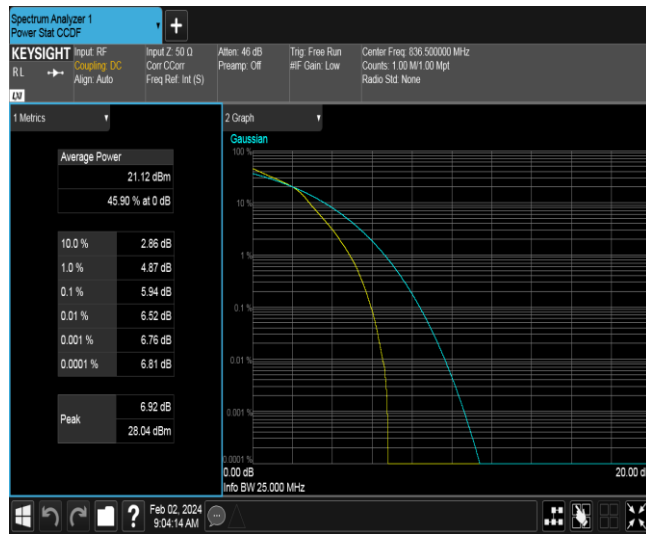 Spectrum Analyzer 1
Power Stat CCDF
+
KEYSIGHT
RL
LXI
Input: RF
Coupling: DC
Align: Auto
Input Z: 50 Ω
Corr CCorr
Freq Ref: Int (S)
Atten: 46 dB
Preamp: Off
Trig: Free Run
#IF Gain: Low
Center Freq: 836.500000 MHz
Counts: 1.00 M/1.00 Mpt
Radio Std: None
1 Metrics
Average Power
21.12 dBm
45.90 % at 0 dB
10.0 % 2.86 dB
1.0 % 4.87 dB
0.1 % 5.94 dB
0.01 % 6.52 dB
0.001 % 6.76 dB
0.0001 % 6.81 dB
Peak
6.92 dB
28.04 dBm
2 Graph
Gaussian
100 %
10 %
1 %
0.1 %
0.01 %
0.001 %
0.0001 %
0.00 dB 20.00 d
Info BW 25.000 MHz
?
Feb 02, 2024
9:04:14 AM